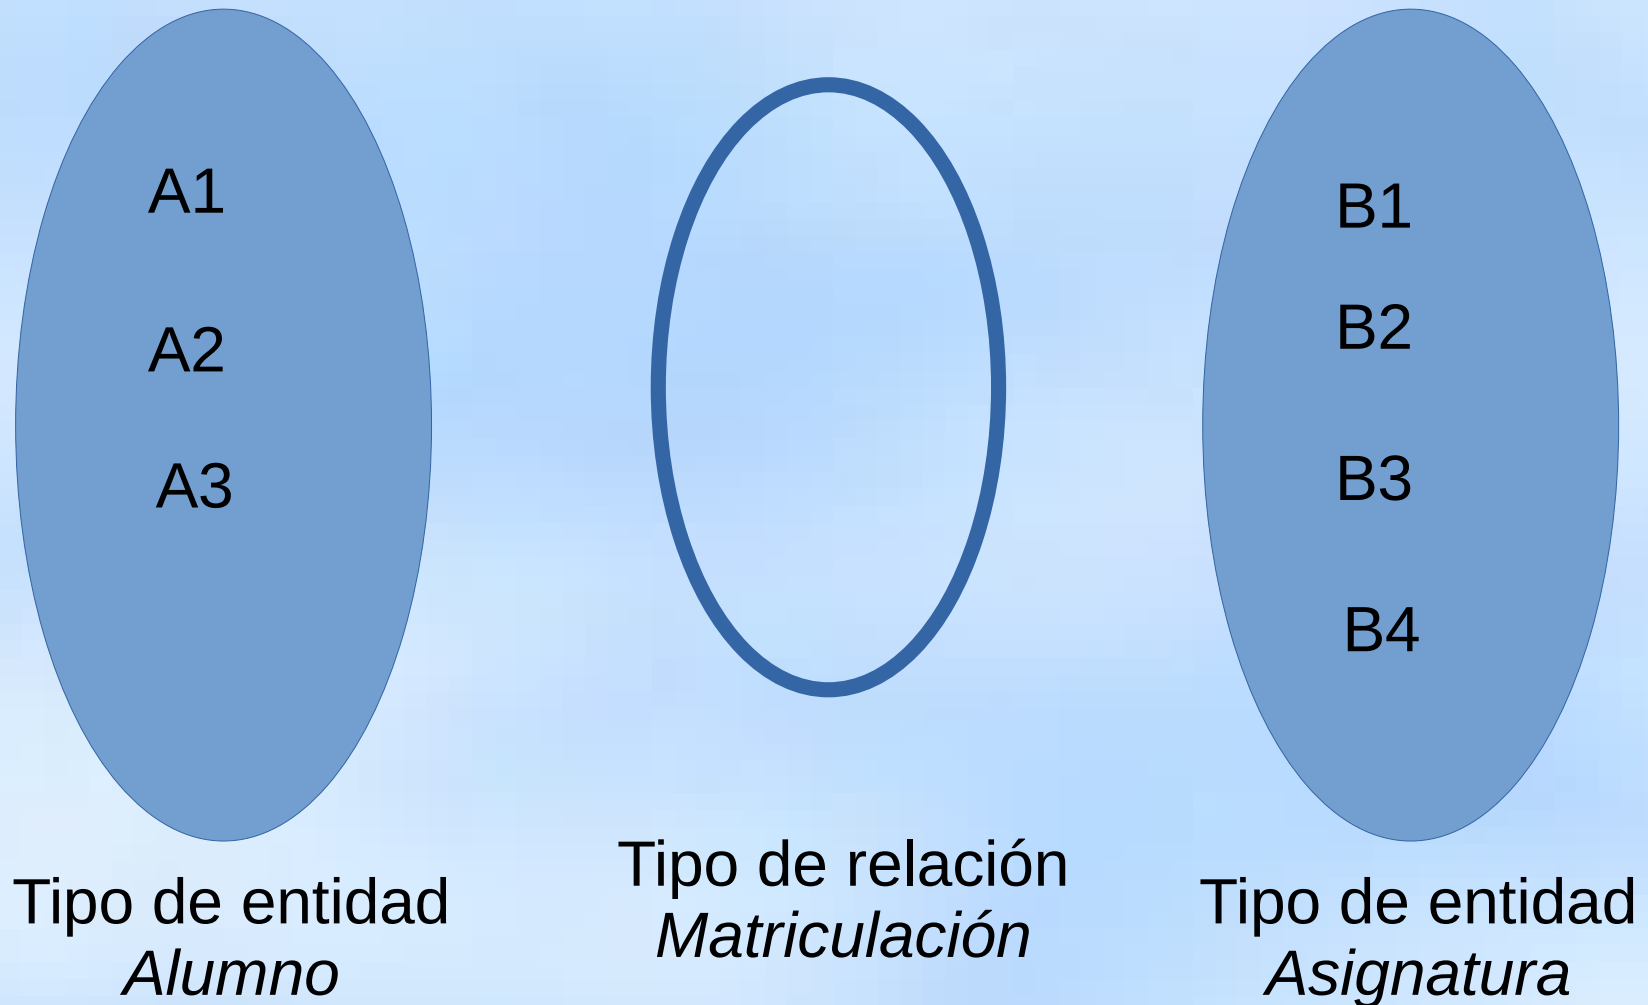 A1
A2
A3
B1
B2
B3
B4
Tipo de entidad
Alumno
Tipo de relación
Matriculación
Tipo de entidad
Asignatura